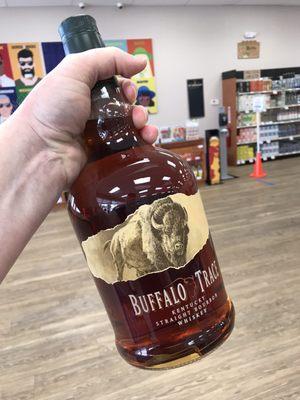 BUFFALO TRACE
KENTUCKY
STRAIGHT BOURBON
WHISKEY